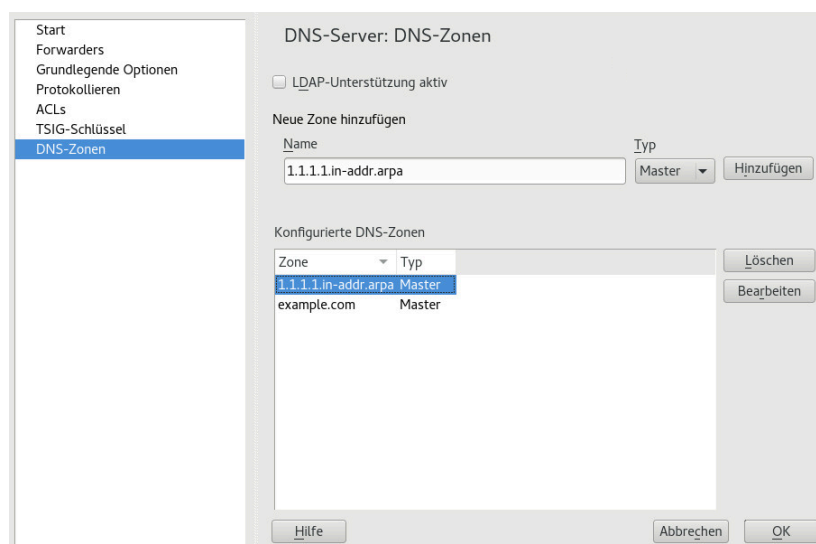 Start
Forwarders
Grundlegende Optionen
Protokollieren
ACLs
TSIG-Schlüssel
DNS-Zonen
DNS-Server: DNS-Zonen
LDAP-Unterstützung aktiv
Neue Zone hinzufügen
Name Typ
1.1.1.1.in-addr.arpa Master Hinzufügen
Konfigurierte DNS-Zonen
Zone Typ Löschen
1.1.1.1.in-addr.arpa Master Bearbeiten
example.com Master
Hilfe Abbrechen OK